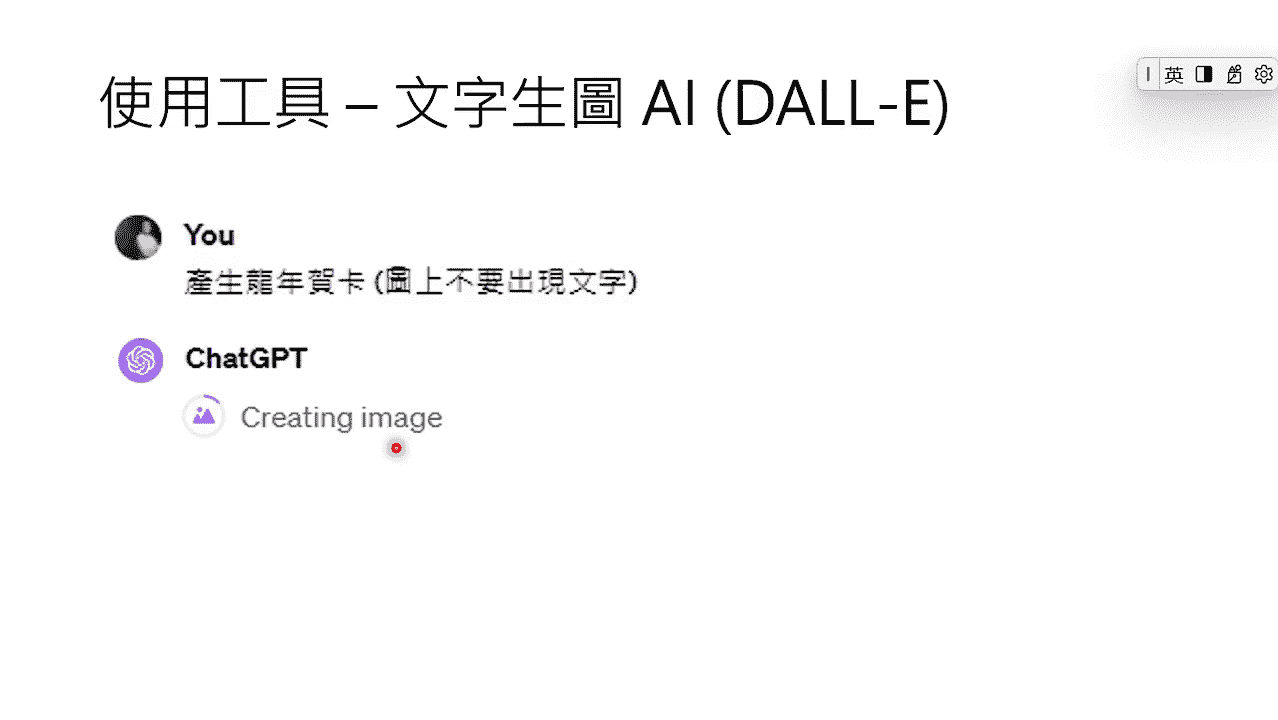 使用工具 – 文字生圖 AI (DALL-E)
英
You
產生龍年賀卡 (圖上不要出現文字)
ChatGPT
Creating image